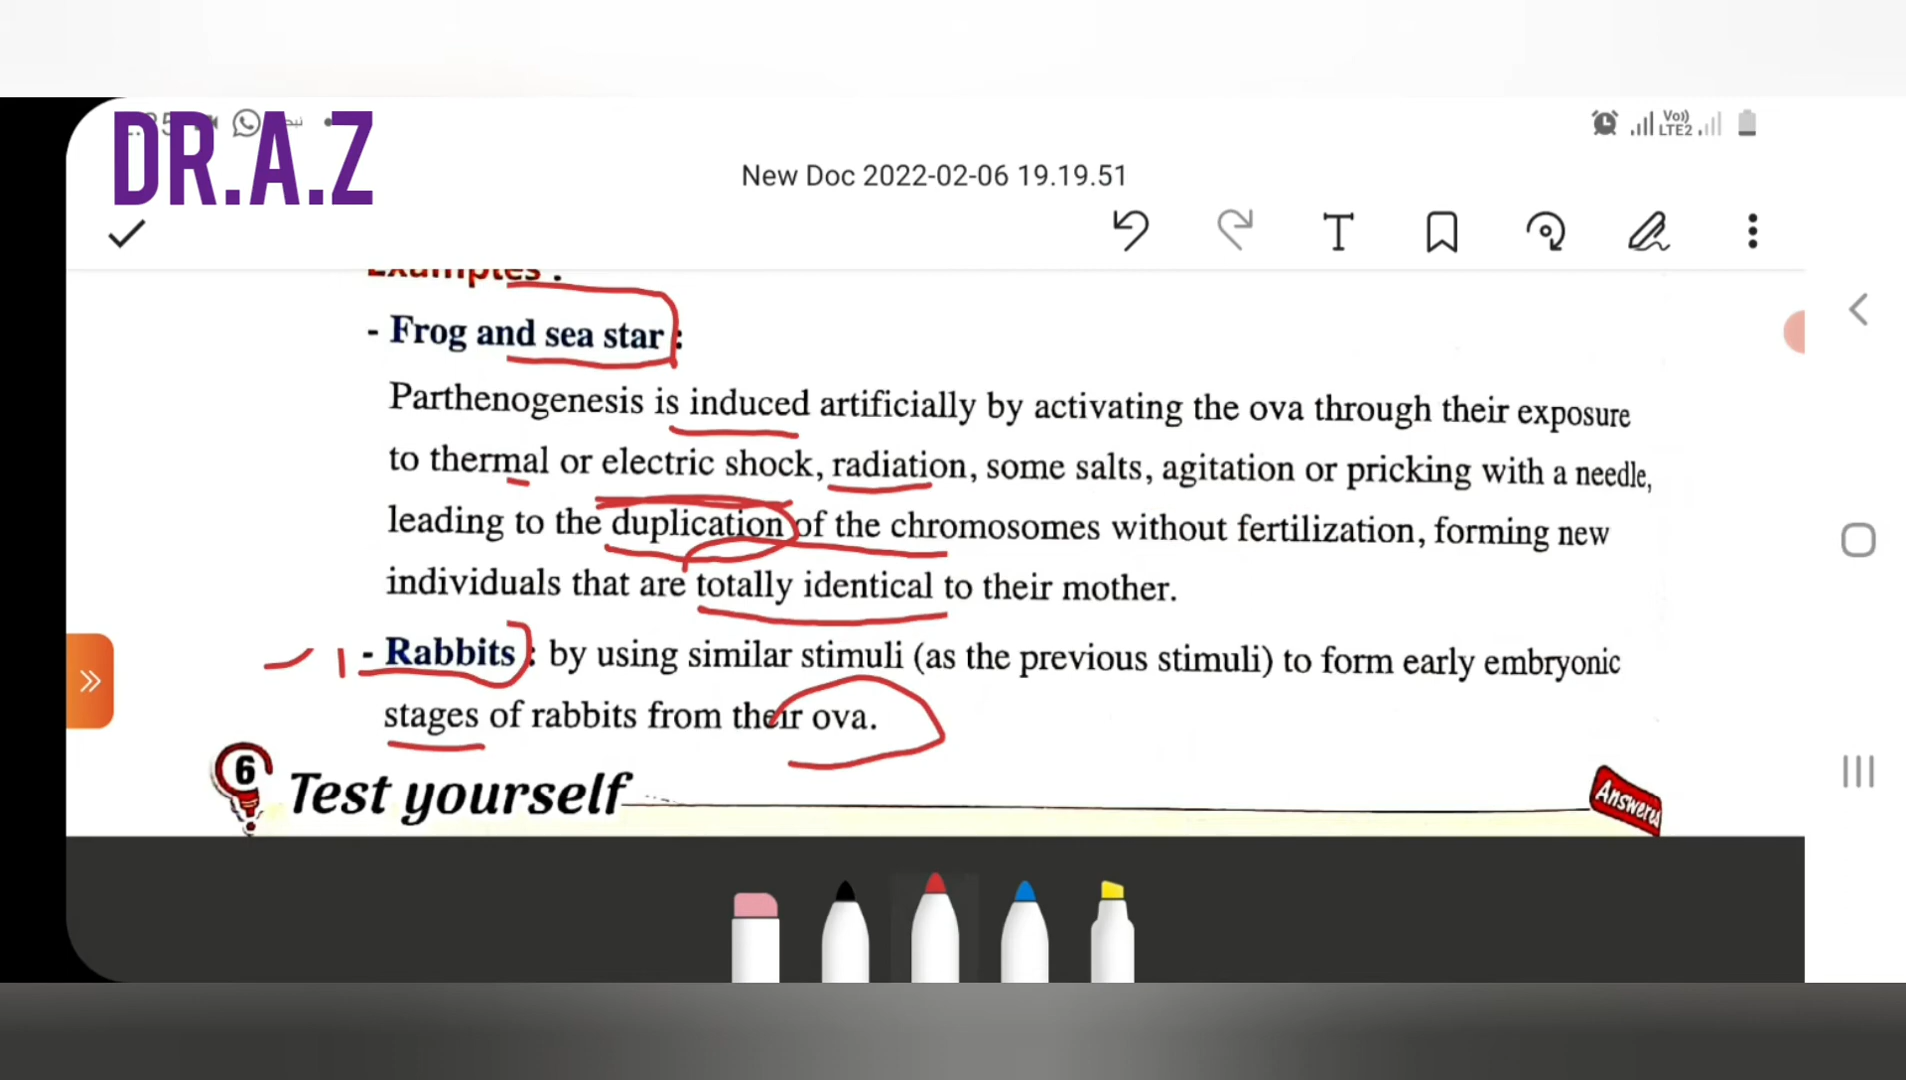 DR.A.Z
Vo))
LTE2
New Doc 2022-02-06 19.19.51
T
Examples :
- Frog and sea star :
Parthenogenesis is induced artificially by activating the ova through their exposure
to thermal or electric shock, radiation, some salts, agitation or pricking with a needle,
leading to the duplication of the chromosomes without fertilization, forming new
individuals that are totally identical to their mother.
- Rabbits : by using similar stimuli (as the previous stimuli) to form early embryonic
stages of rabbits from their ova.
6 Test yourself
Answered